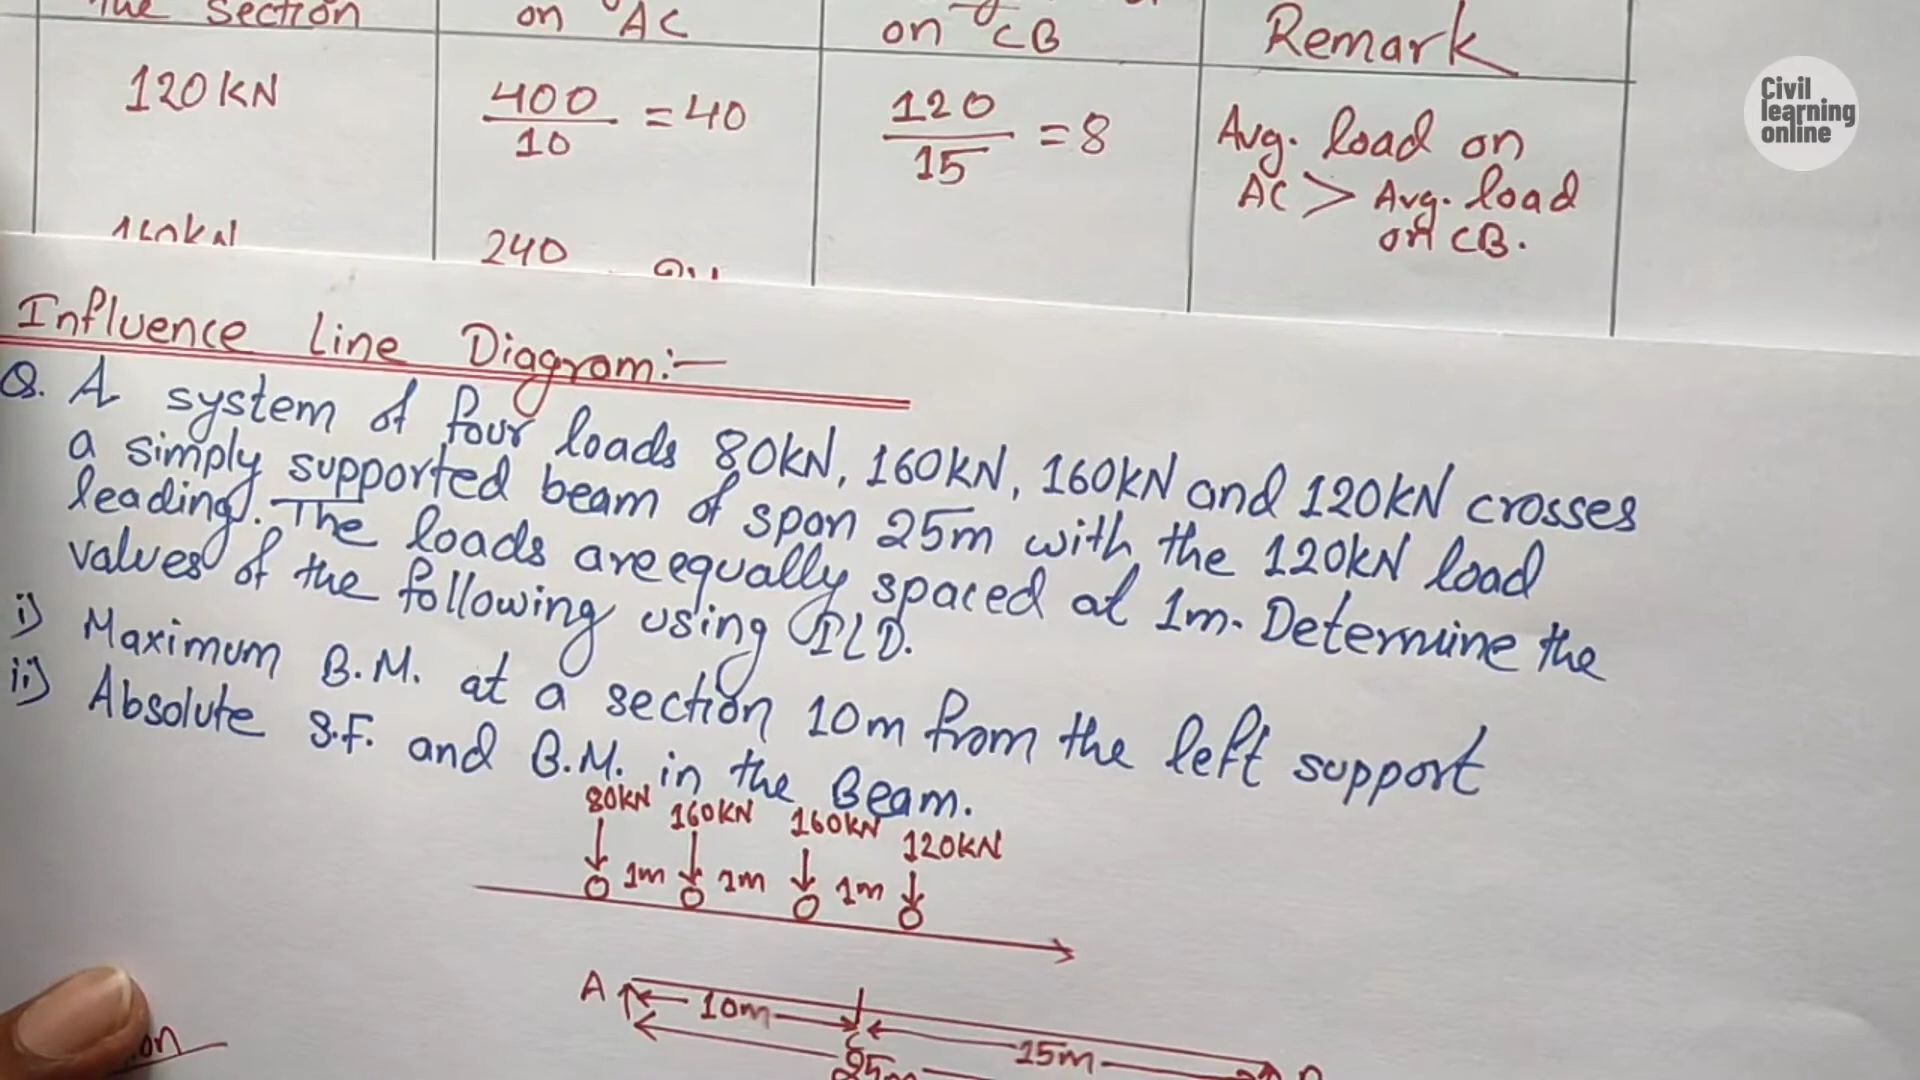 the section
on AC
on CB
Remark
120KN
400/10 = 40
120/15 = 8
Avg. load on
AC > Avg. load
on CB.
160KN
240
Civil
learning
online
Influence Line Diagram:-
Q. A system of four loads 80KN, 160KN, 160KN and 120KN crosses
a simply supported beam of span 25m with the 120KN load
leading. The loads are equally spaced at 1m. Determine the
values of the following using ILD.
i) Maximum B.M. at a section 10m from the left support
ii) Absolute S.F. and B.M. in the Beam.
80KN 160KN 160KN 120KN
1m 1m 1m
A 10m C 15m
25m